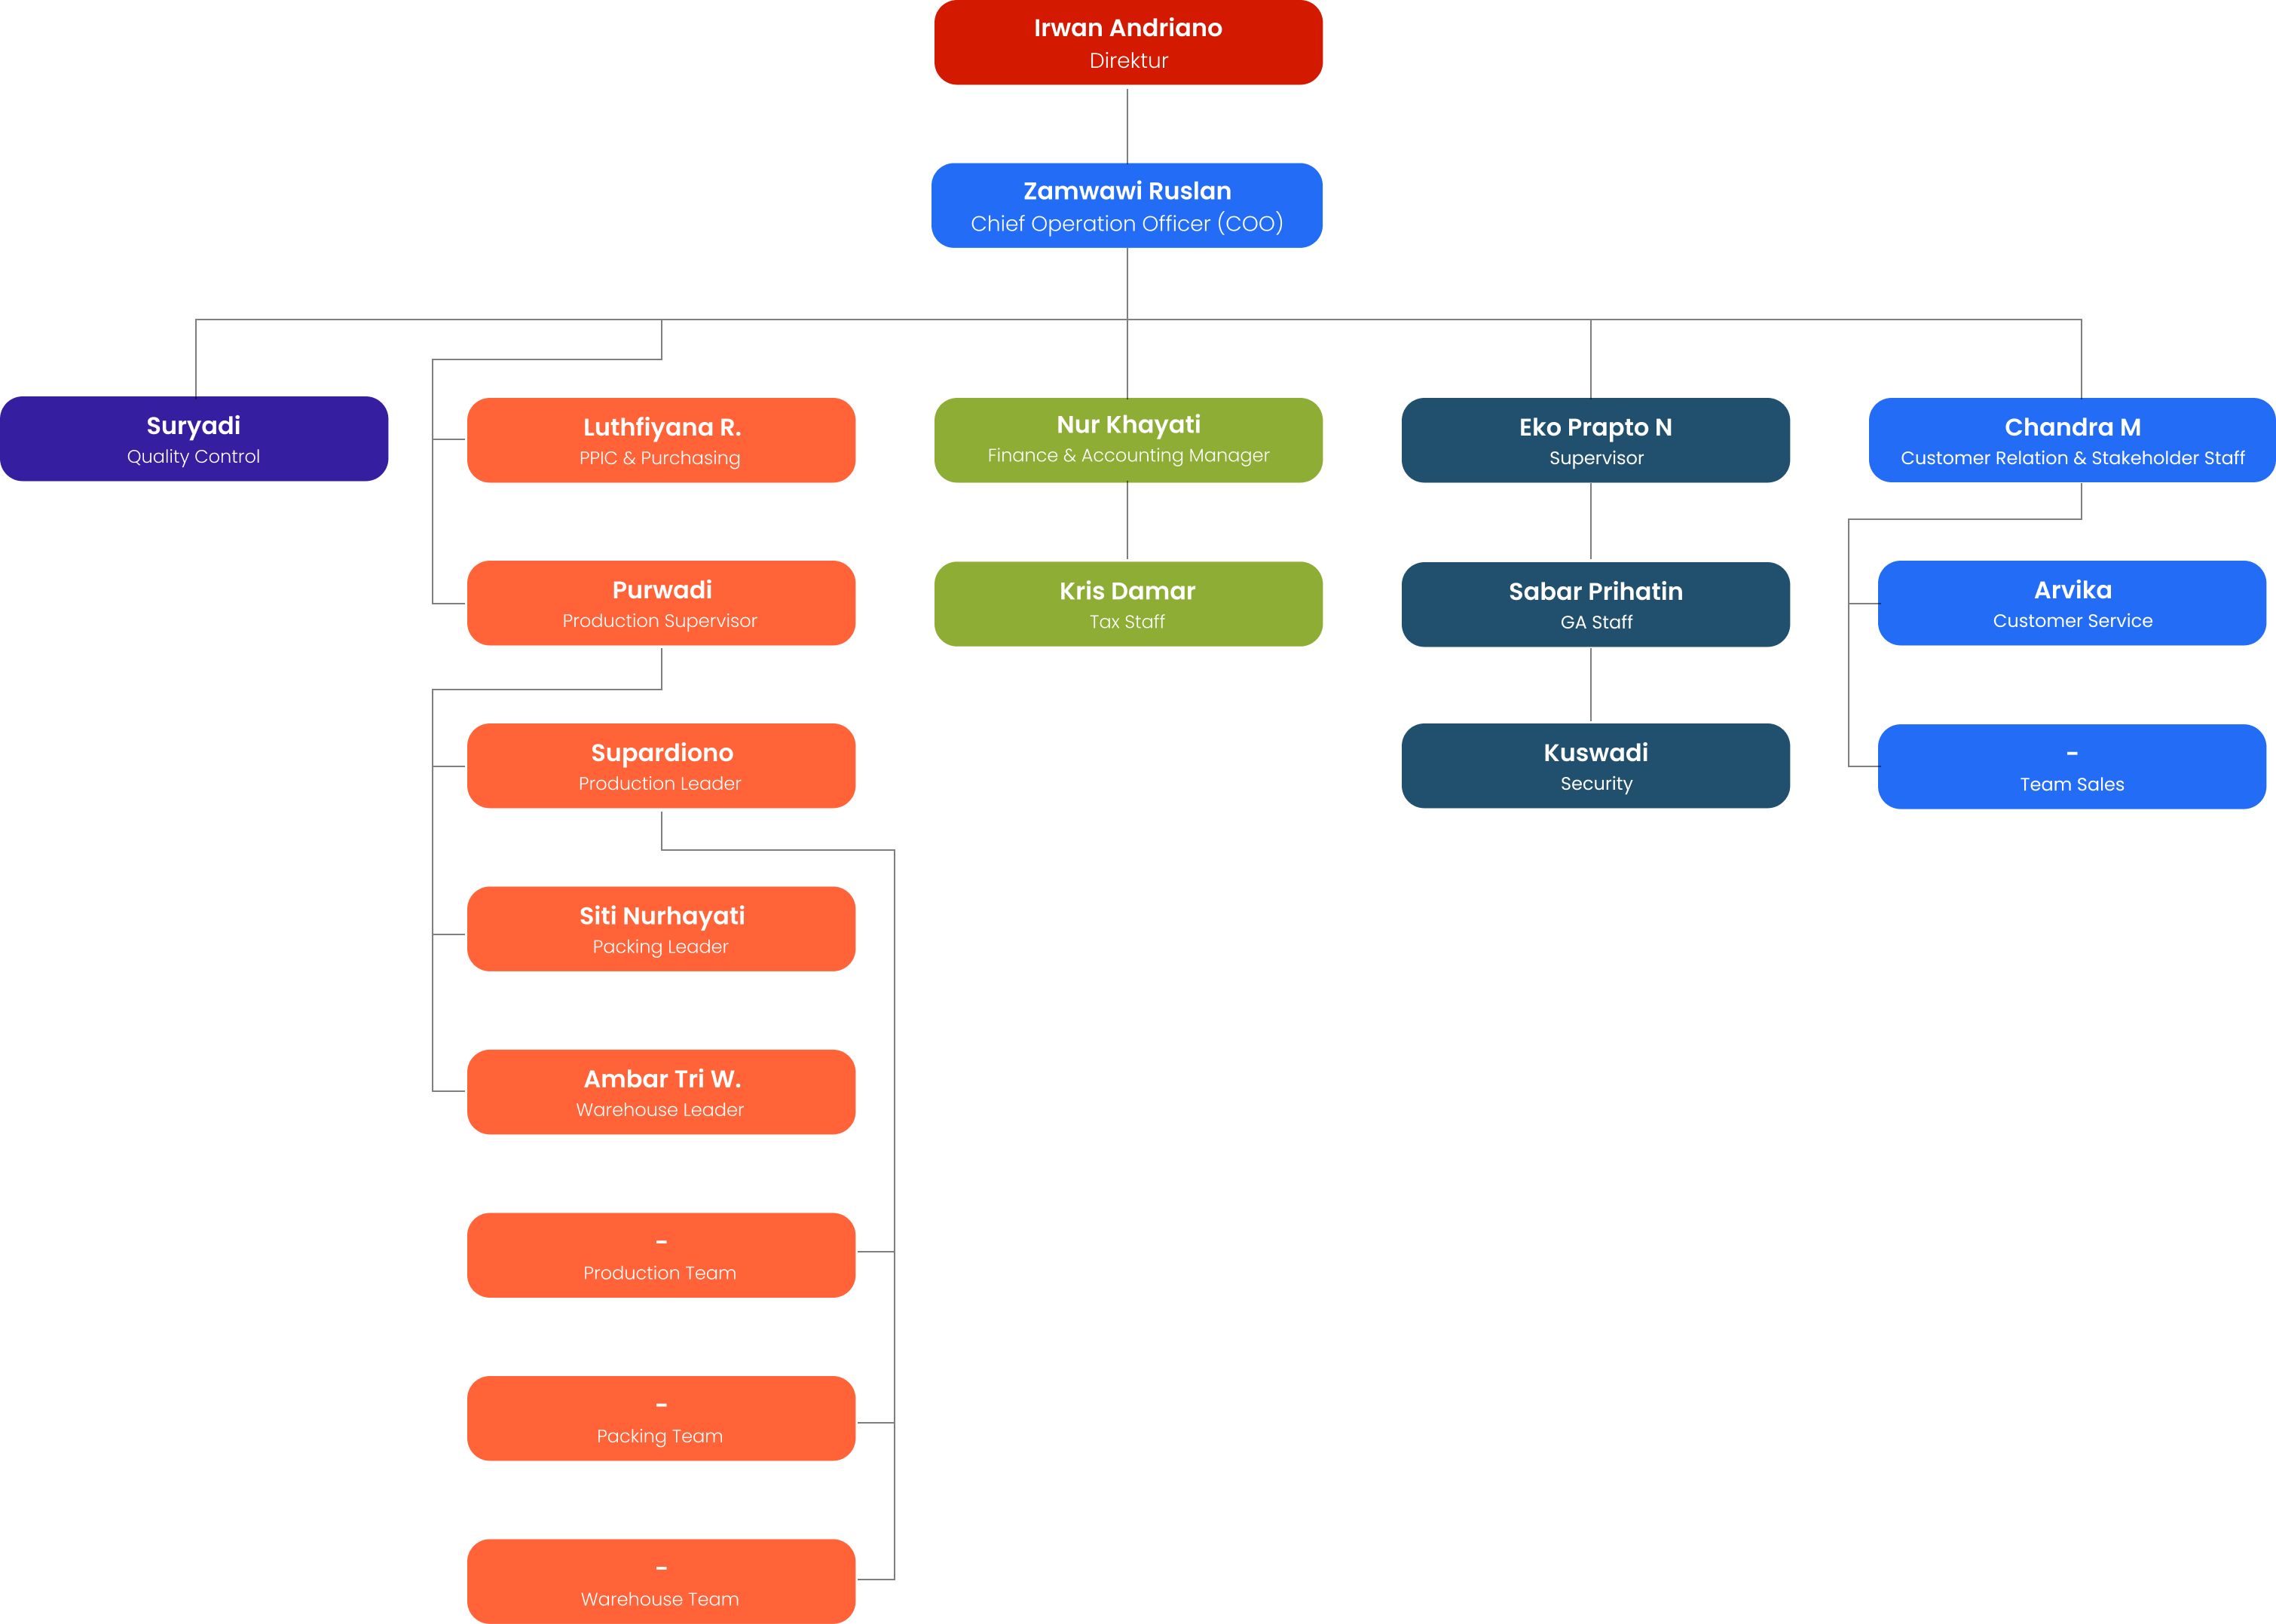 Irwan Andriano
Direktur
Zamwawi Ruslan
Chief Operation Officer (COO)
Suryadi
Quality Control
Luthfiyana R.
PPIC & Purchasing
Nur Khayati
Finance & Accounting Manager
Eko Prapto N
Supervisor
Chandra M
Customer Relation & Stakeholder Staff
Purwadi
Production Supervisor
Kris Damar
Tax Staff
Sabar Prihatin
GA Staff
Arvika
Customer Service
Supardiono
Production Leader
Kuswadi
Security
-
Team Sales
Siti Nurhayati
Packing Leader
Ambar Tri W.
Warehouse Leader
-
Production Team
-
Packing Team
-
Warehouse Team